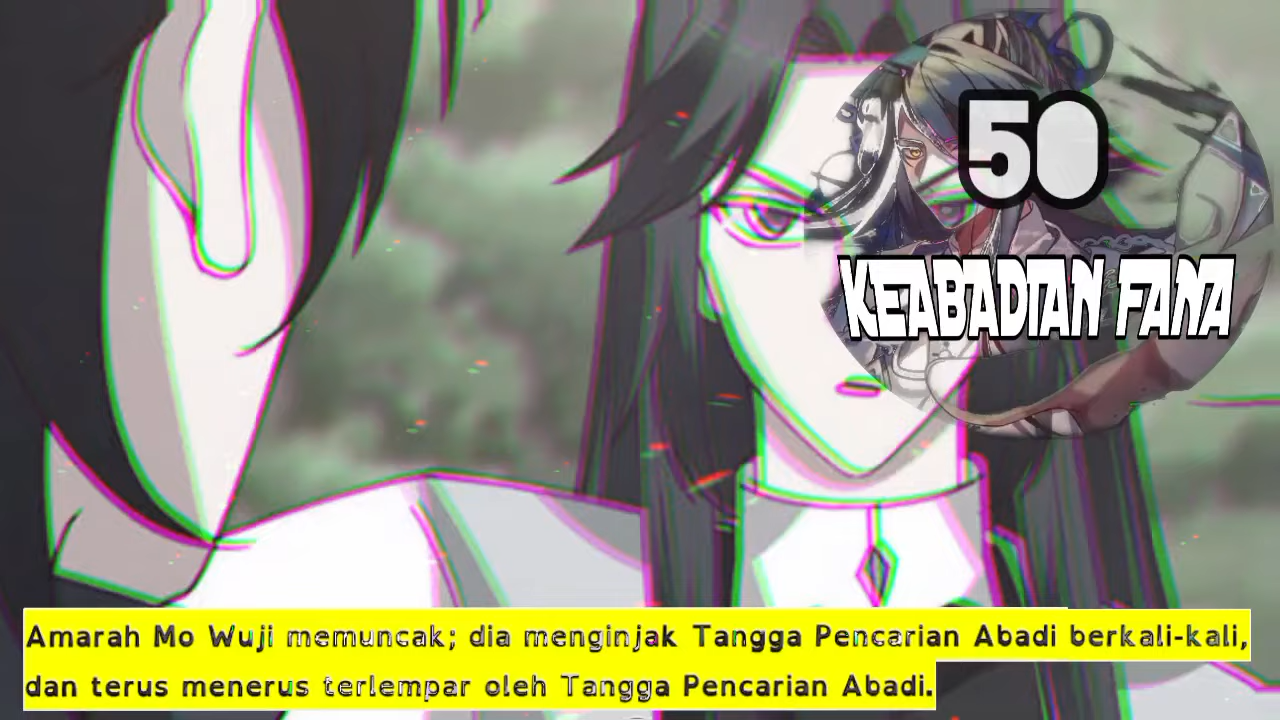 50
KEABADIAN FANA
Amarah Mo Wuji memuncak; dia menginjak Tangga Pencarian Abadi berkali-kali,
dan terus menerus terlempar oleh Tangga Pencarian Abadi.